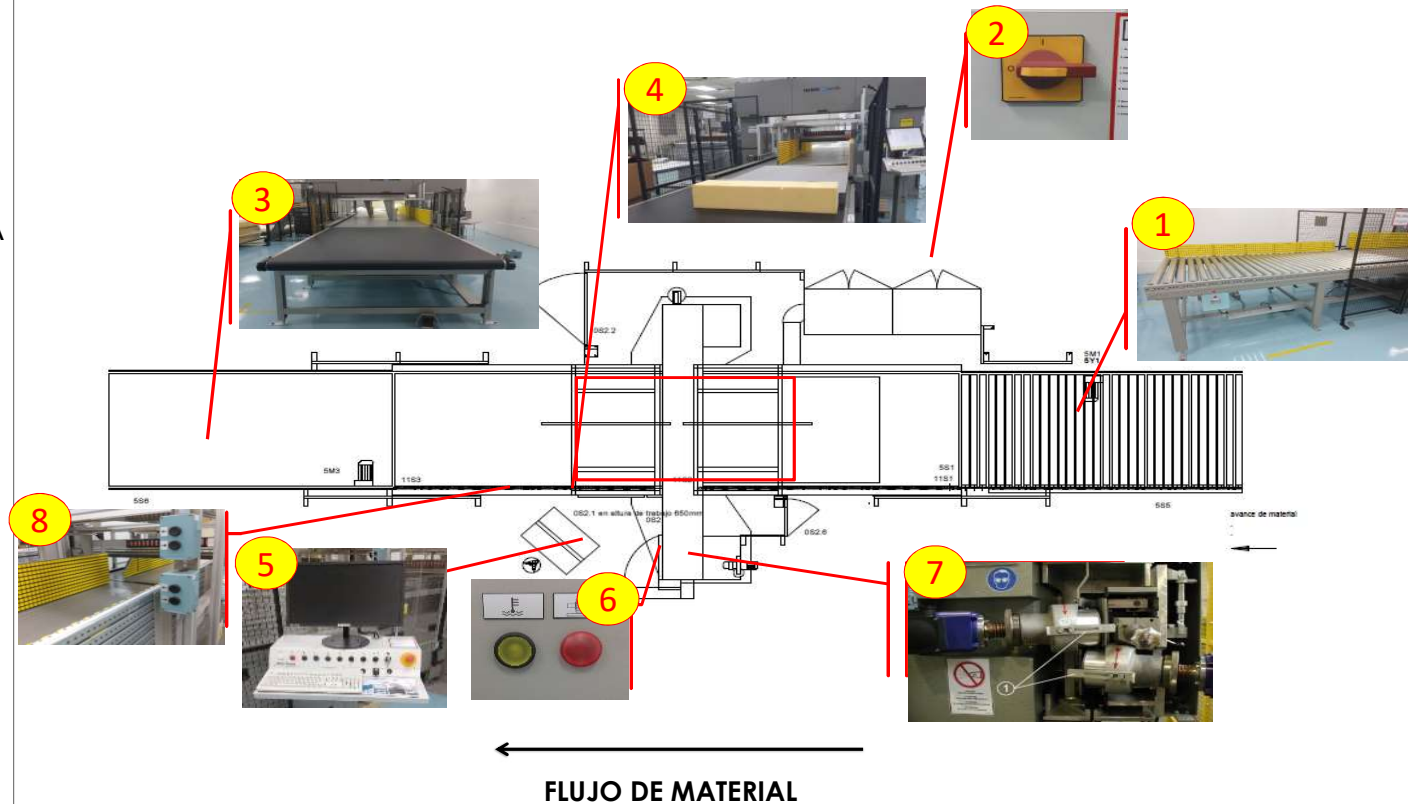 2
4
3
1
A
0S2.2
5M1
5Y1
5M3
11S3
5S1
11S1
5S6
5S5
0S2.1 en altura de trabajo 650mm
0S2.6
avance de material
8
5
6
7
1
FLUJO DE MATERIAL